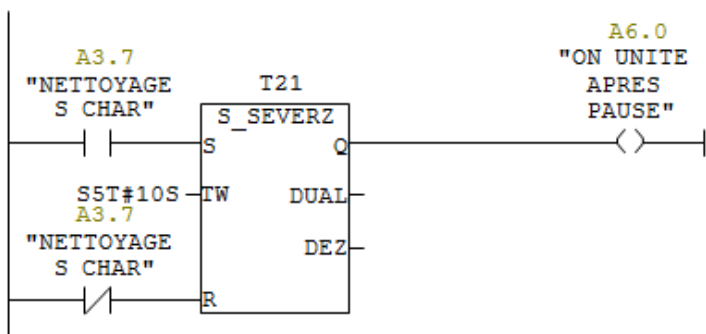 A6.0
A3.7
"ON UNITE
"NETTOYAGE
T21
APRES
S CHAR"
S_SEVERZ
PAUSE"
S
Q
S5T#10S
TW
DUAL
A3.7
"NETTOYAGE
DEZ
S CHAR"
R